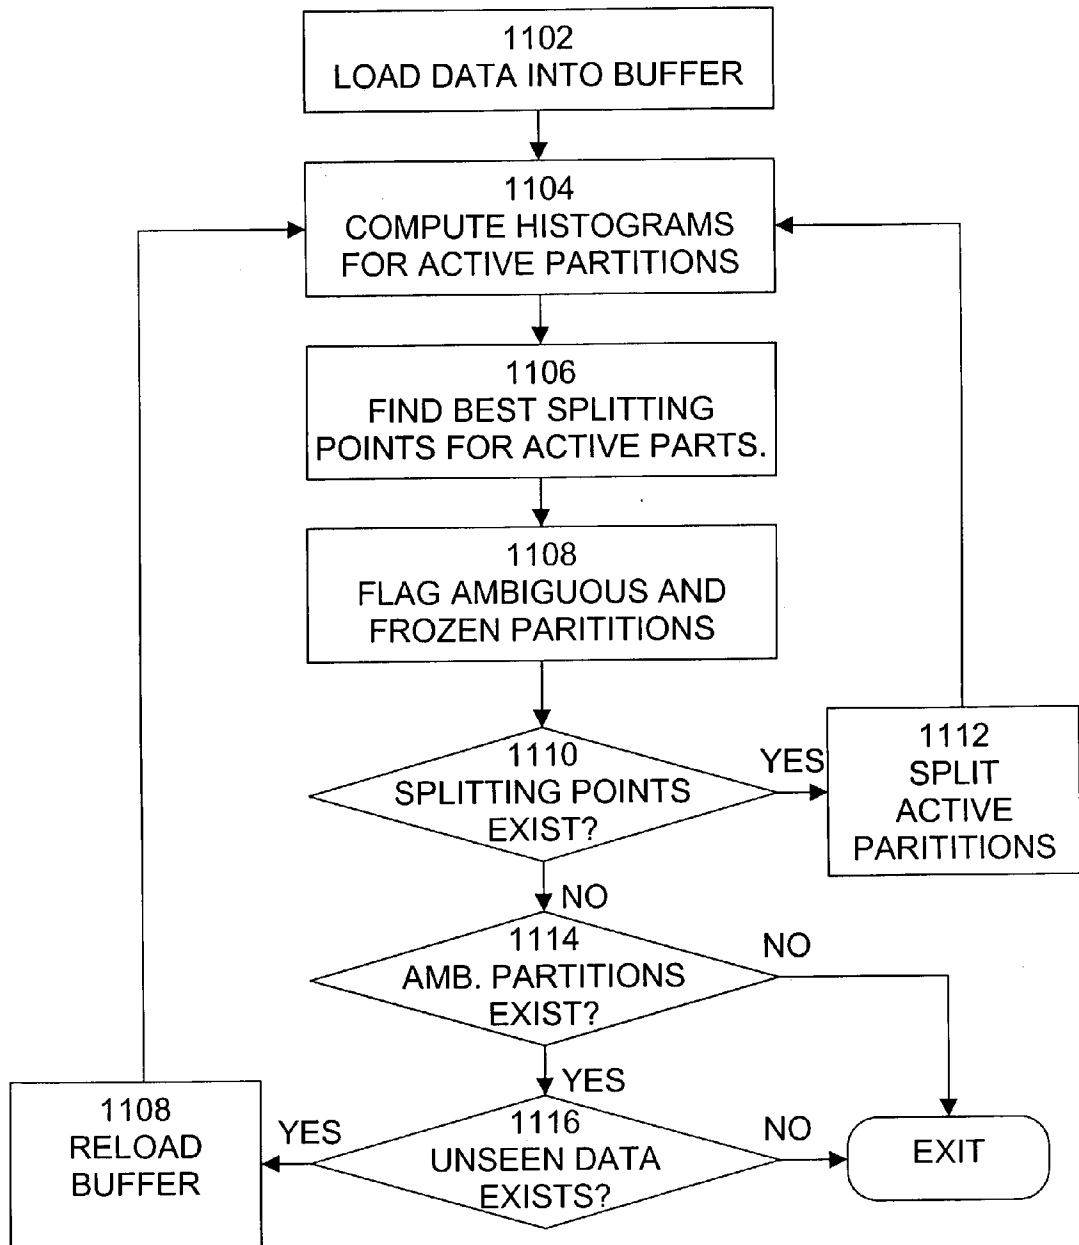 1102
LOAD DATA INTO BUFFER
1104
COMPUTE HISTOGRAMS
FOR ACTIVE PARTITIONS
1106
FIND BEST SPLITTING
POINTS FOR ACTIVE PARTS.
1108
FLAG AMBIGUOUS AND
FROZEN PARITITIONS
1110
SPLITTING POINTS
EXIST?
YES
1112
SPLIT
ACTIVE
PARITITIONS
NO
1114
AMB. PARTITIONS
EXIST?
NO
YES
1116
UNSEEN DATA
EXISTS?
YES
1108
RELOAD
BUFFER
NO
EXIT